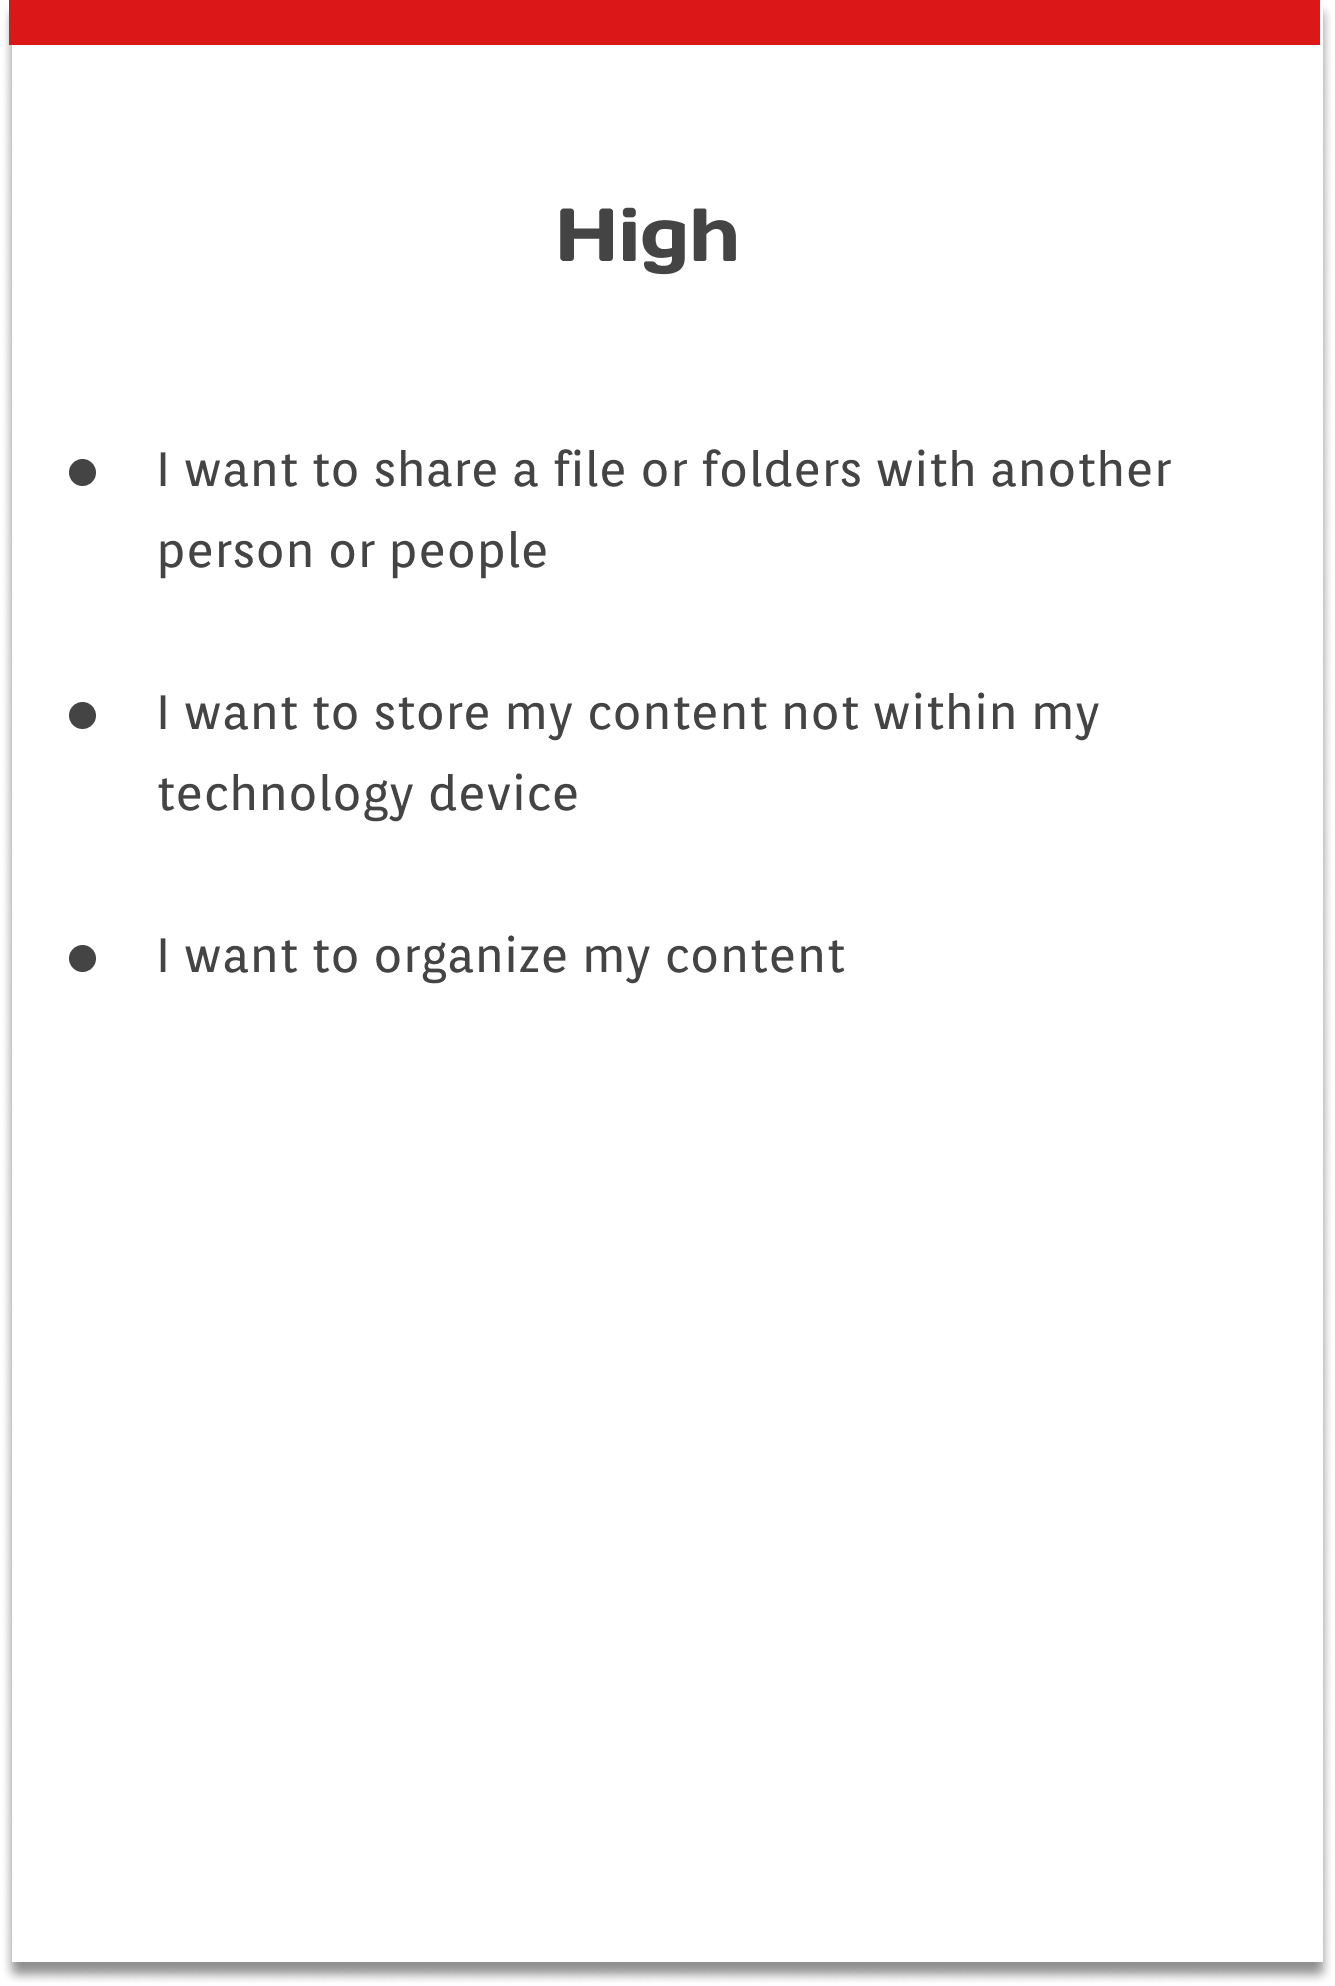 High
● I want to share a file or folders with another
person or people
● I want to store my content not within my
technology device
● I want to organize my content